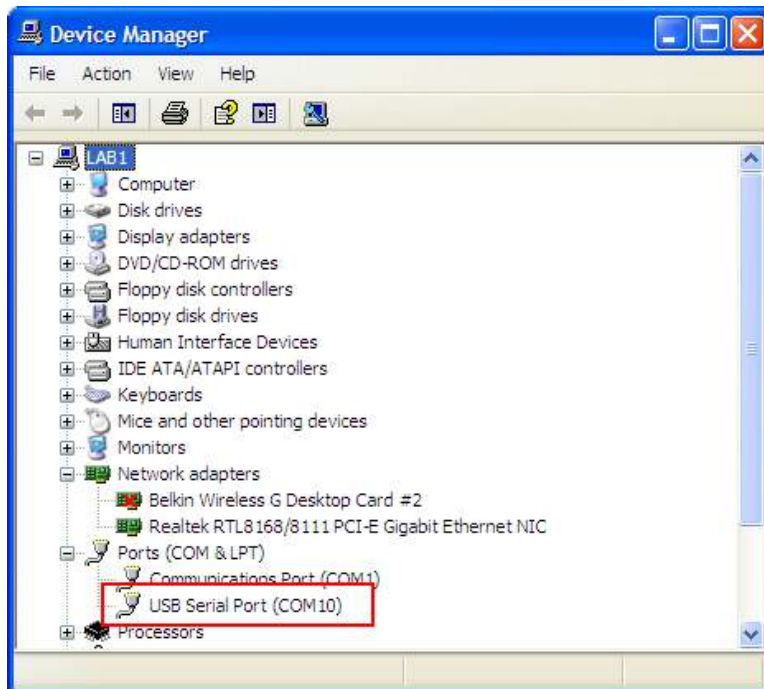 Device Manager
File Action View Help
LAB1
Computer
Disk drives
Display adapters
DVD/CD-ROM drives
Floppy disk controllers
Floppy disk drives
Human Interface Devices
IDE ATA/ATAPI controllers
Keyboards
Mice and other pointing devices
Monitors
Network adapters
Belkin Wireless G Desktop Card #2
Realtek RTL8168/8111 PCI-E Gigabit Ethernet NIC
Ports (COM & LPT)
Communications Port (COM1)
USB Serial Port (COM10)
Processors